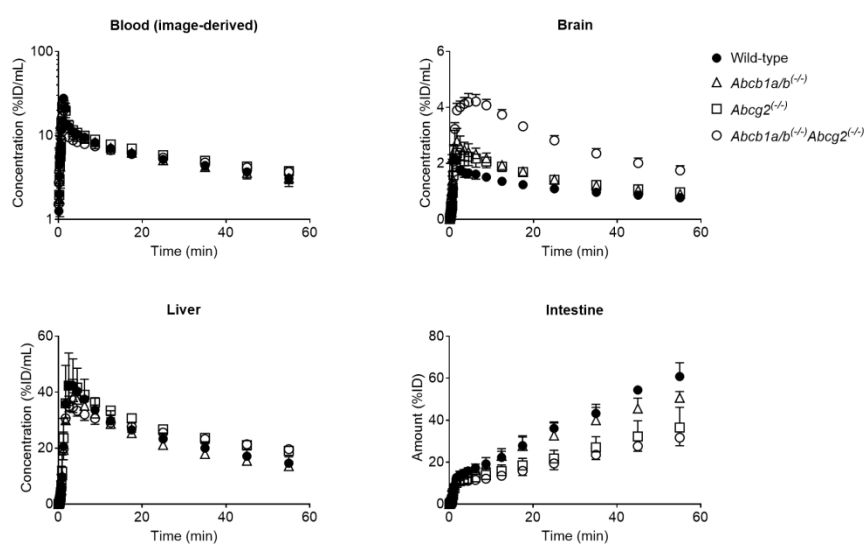 Blood (image-derived)
Concentration (%ID/mL)
100
10
1
0 20 40 60
Time (min)
Brain
Concentration (%ID/mL)
6
4
2
0
0 20 40 60
Time (min)
Wild-type
Abcb1a/b(-/-)
Abcg2(-/-)
Abcb1a/b(-/-)Abcg2(-/-)
Liver
Concentration (%ID/mL)
60
40
20
0
0 20 40 60
Time (min)
Intestine
Amount (%ID)
80
60
40
20
0
0 20 40 60
Time (min)